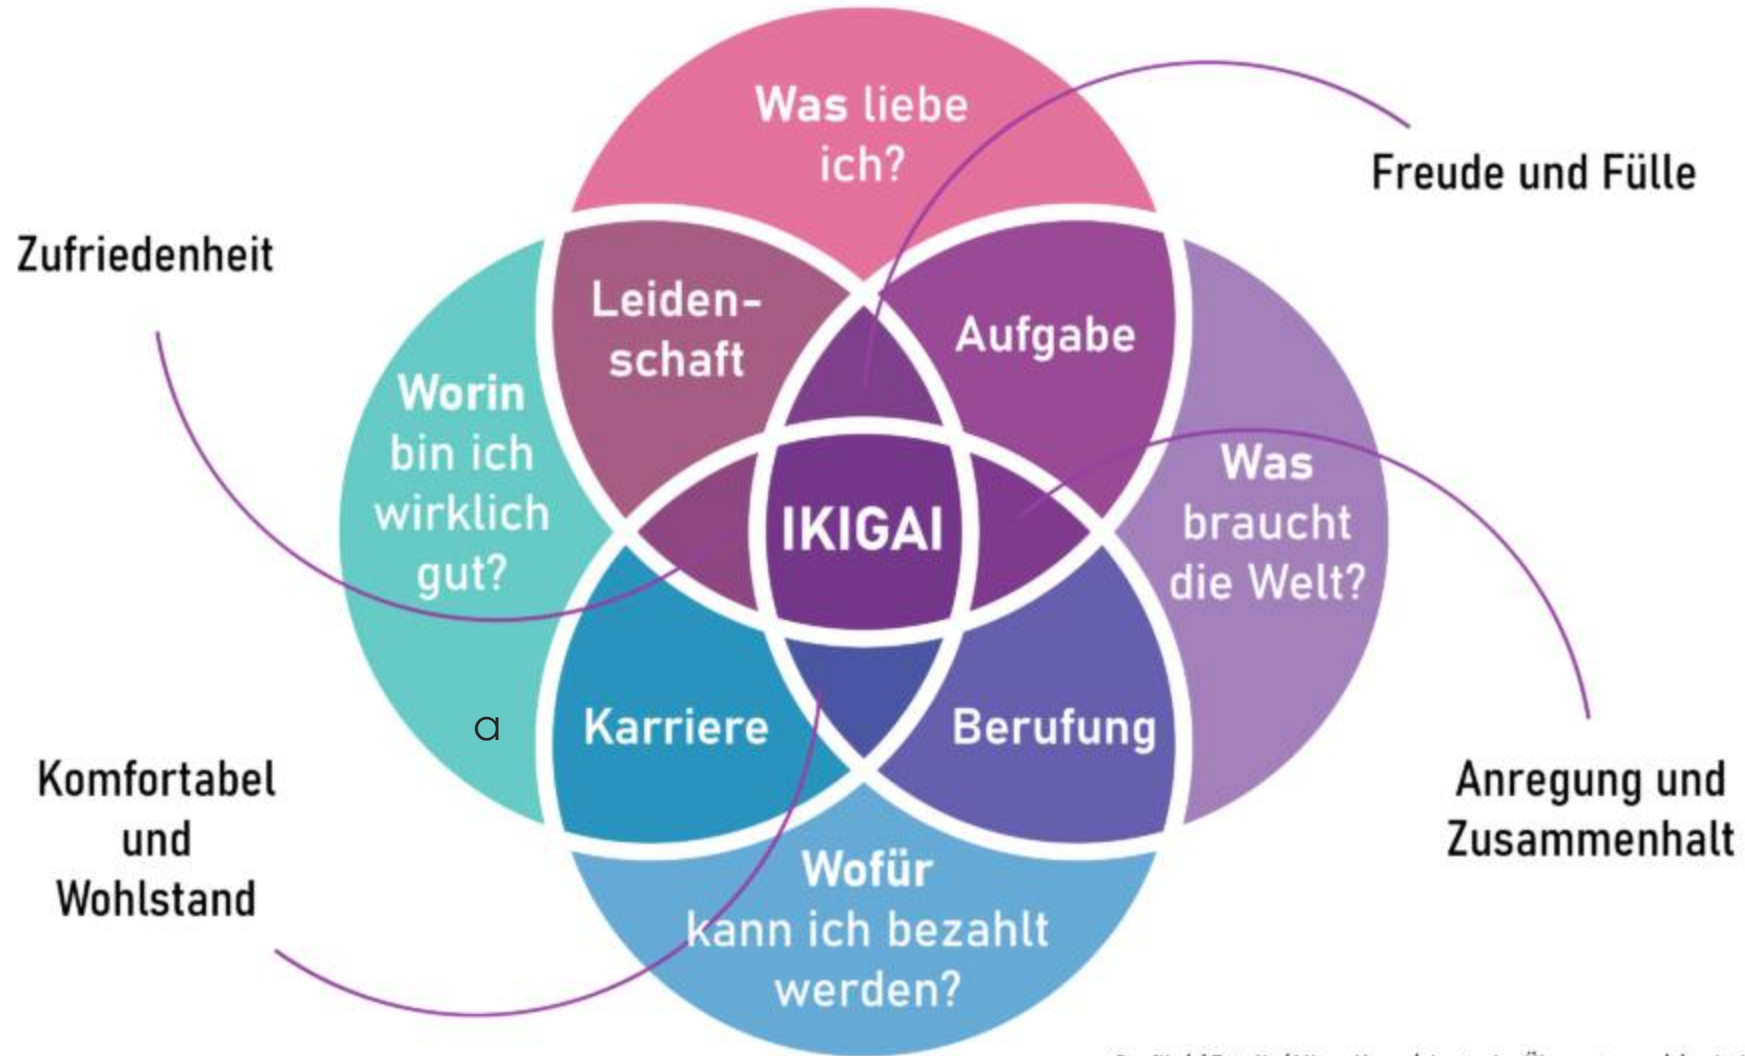 Was liebe
ich?
Freude und Fülle
Zufriedenheit
Leiden-
schaft
Aufgabe
Worin
bin ich
wirklich
gut?
IKIGAI
Was
braucht
die Welt?
a
Karriere
Berufung
Komfortabel
und
Wohlstand
Anregung und
Zusammenhalt
Wofür
kann ich bezahlt
werden?